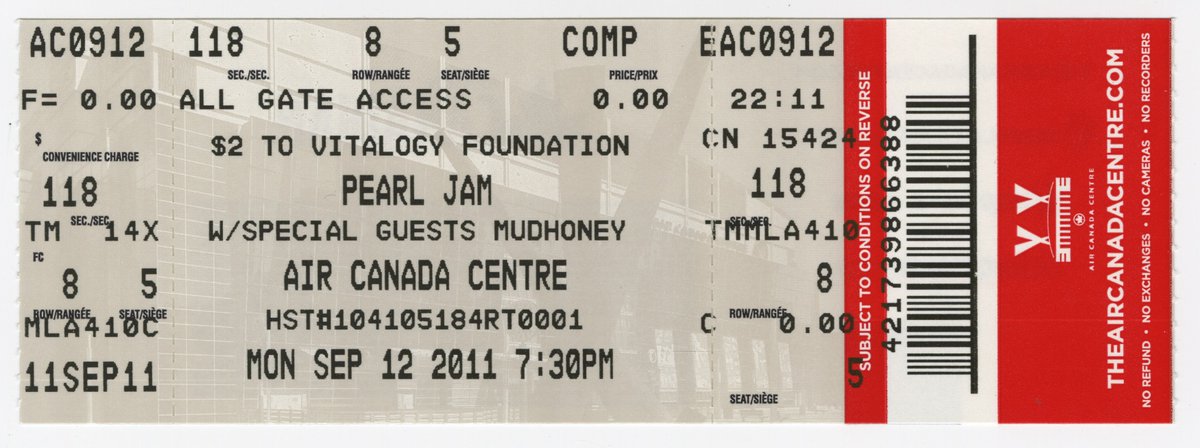 AC0912 118 8 5 COMP EAC0912
SEC./SEC. ROW/RANGÉE SEAT/SIÈGE PRICE/PRIX
F= 0.00 ALL GATE ACCESS 0.00 22:11
$ CONVENIENCE CHARGE
$2 TO VITALOGY FOUNDATION CN 15424
118 PEARL JAM 118
SEC./SEC. SEC./SEC.
TM 14X W/SPECIAL GUESTS MUDHONEY TMMLA410
FC
8 5 AIR CANADA CENTRE 8
ROW/RANGÉE SEAT/SIÈGE ROW/RANGÉE
MLA410C HST#104105184RT0001 C 0.00
11SEP11 MON SEP 12 2011 7:30PM 5
SEAT/SIÈGE
SUBJECT TO CONDITIONS ON REVERSE
421739866388
AIR CANADA CENTRE
THEAIRCANADACENTRE.COM
NO REFUND • NO EXCHANGES • NO CAMERAS • NO RECORDERS